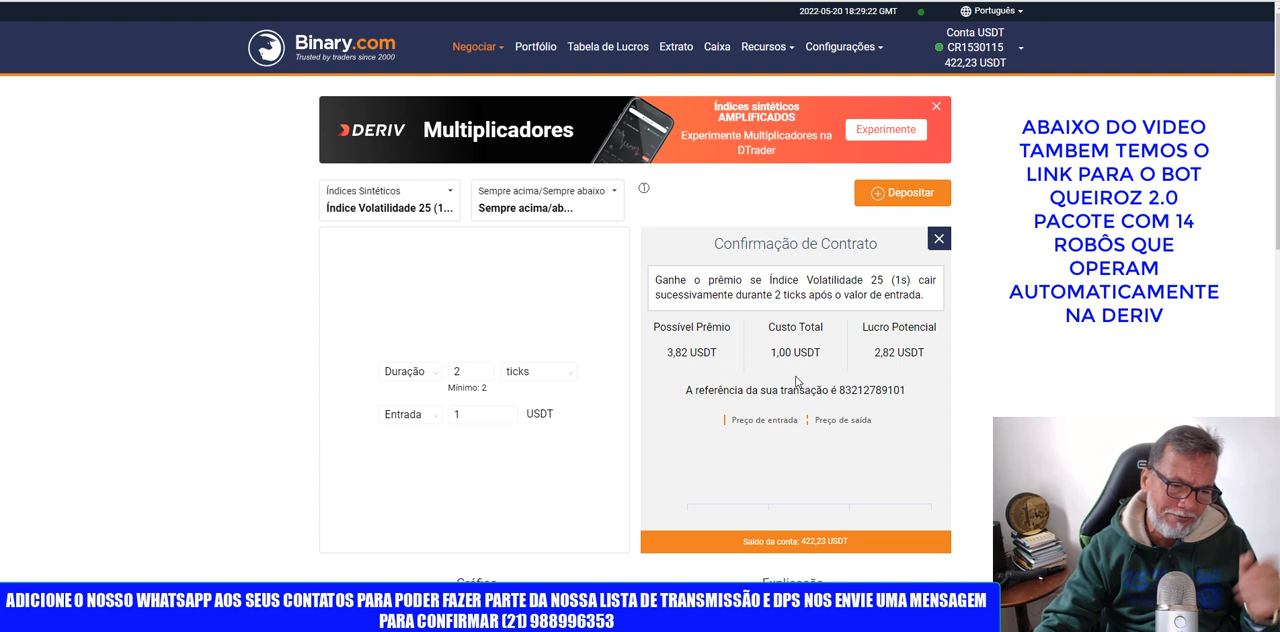 2022-05-20 18:29:22 GMT
Português
Binary.com
Trusted by traders since 2000
Negociar
Portfólio
Tabela de Lucros
Extrato
Caixa
Recursos
Configurações
Conta USDT
CR1530115
422,23 USDT
DERIV
Multiplicadores
Índices sintéticos
AMPLIFICADOS
Experimente Multiplicadores na
DTrader
Experimente
Índices Sintéticos
Índice Volatilidade 25 (1...
Sempre acima/Sempre abaixo
Sempre acima/ab...
Depositar
Duração
2
ticks
Mínimo: 2
Entrada
1
USDT
Confirmação de Contrato
Ganhe o prêmio se Índice Volatilidade 25 (1s) cair
sucessivamente durante 2 ticks após o valor de entrada.
Possível Prêmio
Custo Total
Lucro Potencial
3,82 USDT
1,00 USDT
2,82 USDT
A referência da sua transação é 83212789101
Preço de entrada
Preço de saída
Saldo da conta: 422,23 USDT
ABAIXO DO VIDEO
TAMBEM TEMOS O
LINK PARA O BOT
QUEIROZ 2.0
PACOTE COM 14
ROBÔS QUE
OPERAM
AUTOMATICAMENTE
NA DERIV
Gráfico
Explicação
ADICIONE O NOSSO WHATSAPP AOS SEUS CONTATOS PARA PODER FAZER PARTE DA NOSSA LISTA DE TRANSMISSÃO E DPS NOS ENVIE UMA MENSAGEM
PARA CONFIRMAR (21) 988996353